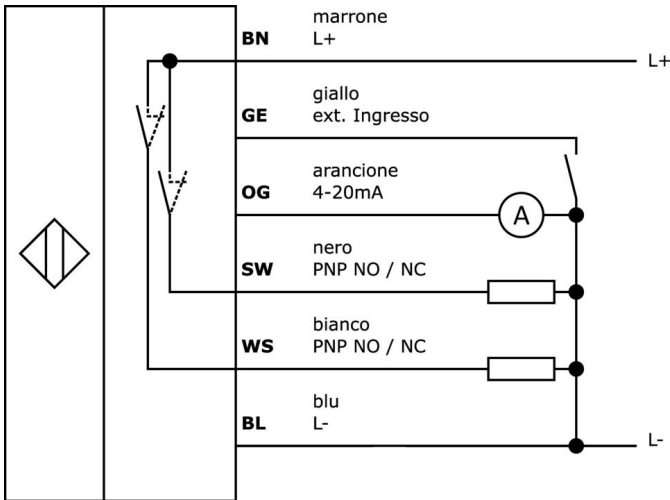 marrone
BN L+
L+
giallo
GE ext. Ingresso
arancione
OG 4-20mA
A
nero
SW PNP NO / NC
bianco
WS PNP NO / NC
blu
BL L-
L-